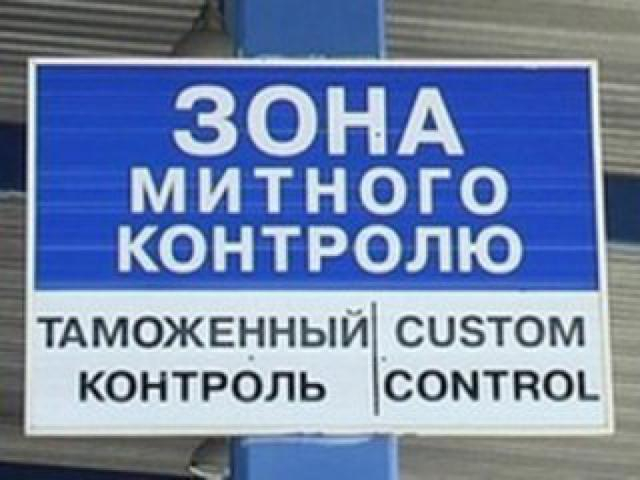 ЗОНА
МИТНОГО
КОНТРОЛЮ
ТАМОЖЕННЫЙ
КОНТРОЛЬ
CUSTOM
CONTROL